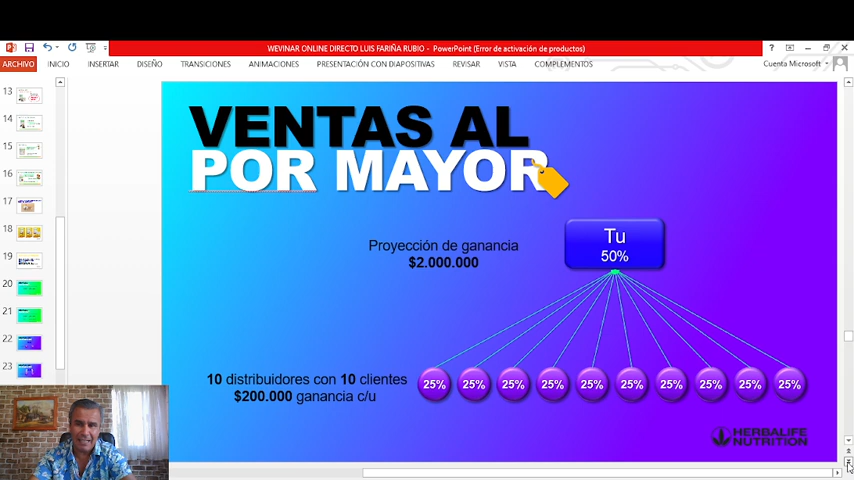 WEVINAR ONLINE DIRECTO LUIS FARIÑA RUBIO - PowerPoint (Error de activación de productos)
ARCHIVO INICIO INSERTAR DISEÑO TRANSICIONES ANIMACIONES PRESENTACIÓN CON DIAPOSITIVAS REVISAR VISTA COMPLEMENTOS Cuenta Microsoft
13
14
15
16
17
18
19
20
21
22
23
VENTAS AL
POR MAYOR
Proyección de ganancia
$2.000.000
Tu
50%
10 distribuidores con 10 clientes
$200.000 ganancia c/u
25% 25% 25% 25% 25% 25% 25% 25% 25% 25%
HERBALIFE
NUTRITION